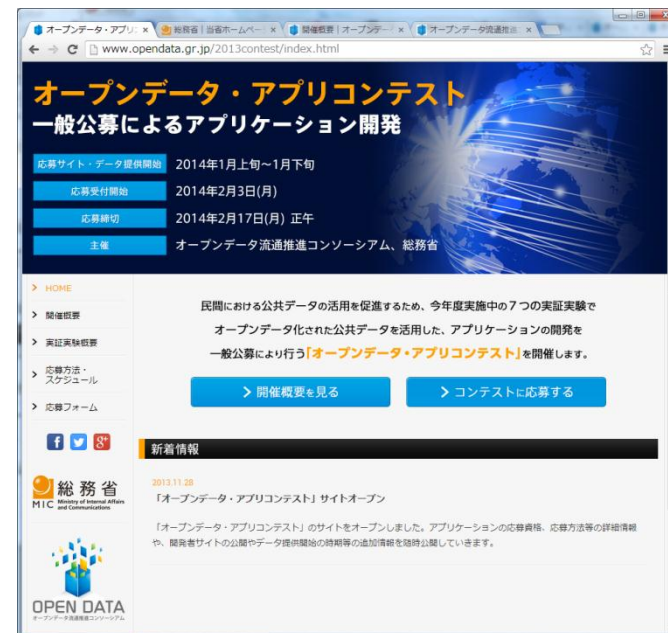 オープンデータ・アプリコ
総務省 | 当省ホームペー
開催概要 | オープンデー
オープンデータ流通推進
www.opendata.gr.jp/2013contest/index.html
オープンデータ・アプリコンテスト
一般公募によるアプリケーション開発
応募サイト・データ提供開始 2014年1月上旬～1月下旬
応募受付開始 2014年2月3日(月)
応募締切 2014年2月17日(月) 正午
主催 オープンデータ流通推進コンソーシアム、総務省
HOME
開催概要
実証実験概要
応募方法・
スケジュール
応募フォーム
民間における公共データの活用を促進するため、今年度実施中の7つの実証実験で
オープンデータ化された公共データを活用した、アプリケーションの開発を
一般公募により行う「オープンデータ・アプリコンテスト」を開催します。
開催概要を見る
コンテストに応募する
新着情報
2013.11.28
「オープンデータ・アプリコンテスト」サイトオープン
「オープンデータ・アプリコンテスト」のサイトをオープンしました。アプリケーションの応募資格、応募方法等の詳細情報
や、開発者サイトの公開やデータ提供開始の時期等の追加情報を随時公開していきます。
総務省
MIC Ministry of Internal Affairs
and Communications
OPEN DATA
オープンデータ流通推進コンソーシアム